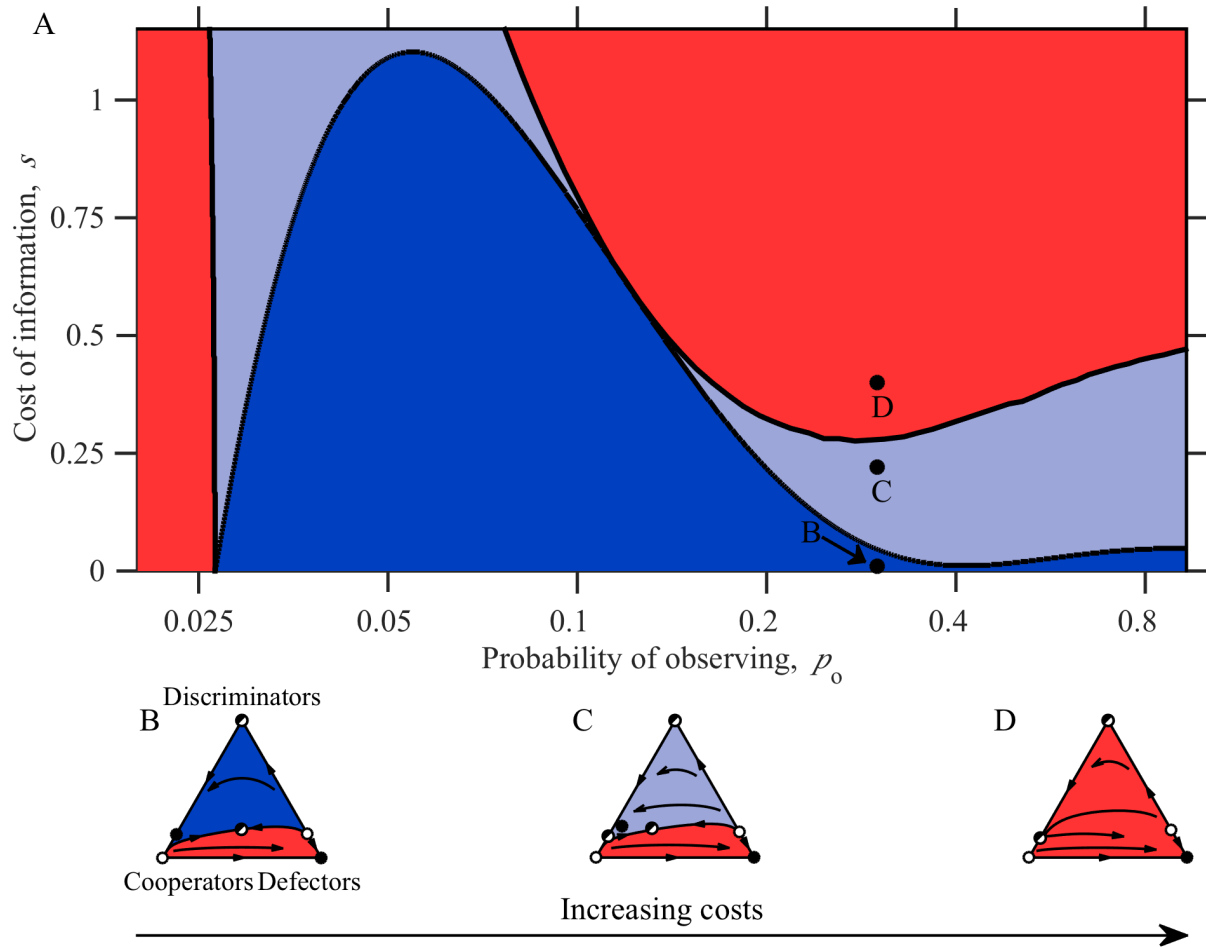 A
Cost of information, s
1
0.75
0.5
0.25
0
D
C
B
0.025 0.05 0.1 0.2 0.4 0.8
Probability of observing, po
Discriminators
B C D
Cooperators Defectors
Increasing costs